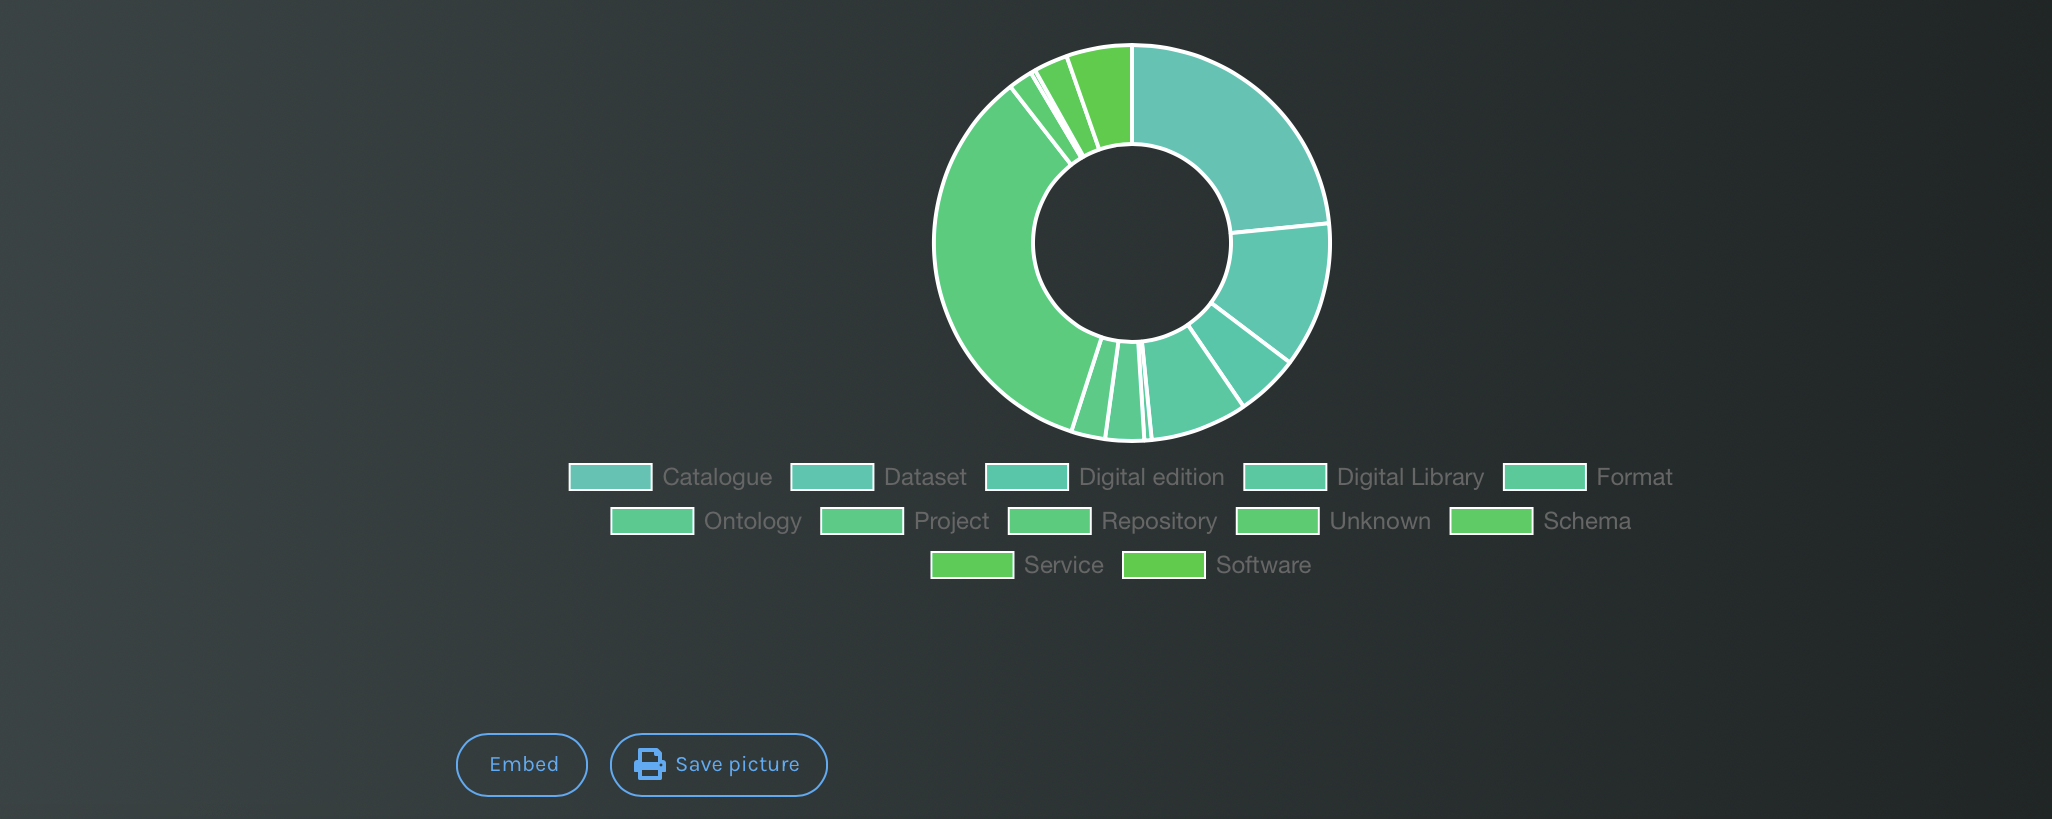 Catalogue Dataset Digital edition Digital Library Format
Ontology Project Repository Unknown Schema
Service Software
Embed Save picture